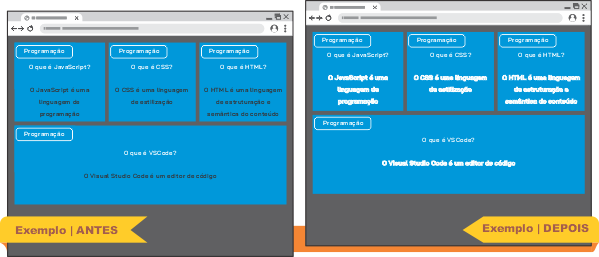 Programação
O que é JavaScript?
O JavaScript é uma
linguagem de
programação
Programação
O que é CSS?
O CSS é uma linguagem
de estilização
Programação
O que é HTML?
O HTML é uma linguagem
de estruturação e
semântica do conteúdo
Programação
O que é VSCode?
O Visual Studio Code é um editor de código
Exemplo | ANTES
Programação
O que é JavaScript?
O JavaScript é uma
linguagem de
programação
Programação
O que é CSS?
O CSS é uma linguagem
de estilização
Programação
O que é HTML?
O HTML é uma linguagem
de estruturação e
semântica do conteúdo
Programação
O que é VSCode?
O Visual Studio Code é um editor de código
Exemplo | DEPOIS